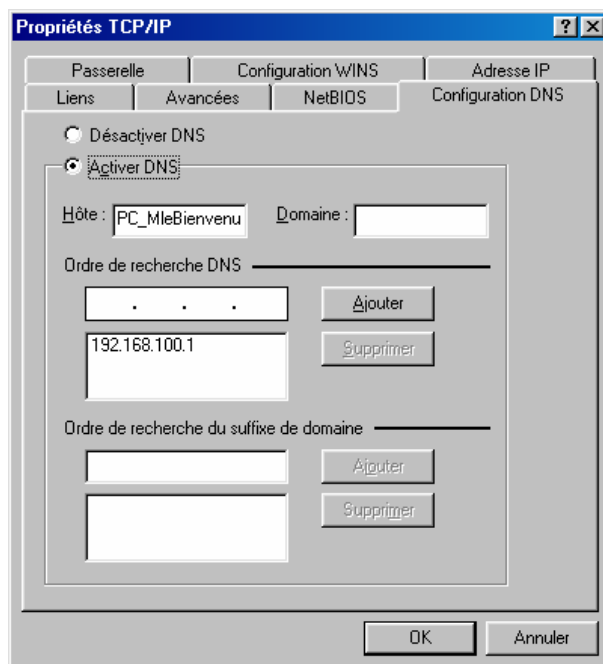 Propriétés TCP/IP
Passerelle Configuration WINS Adresse IP
Liens Avancées NetBIOS Configuration DNS
Désactiver DNS
Activer DNS
Hôte : PC_MleBienvenu Domaine :
Ordre de recherche DNS
. . . Ajouter
192.168.100.1 Supprimer
Ordre de recherche du suffixe de domaine
Ajouter
Supprimer
OK Annuler